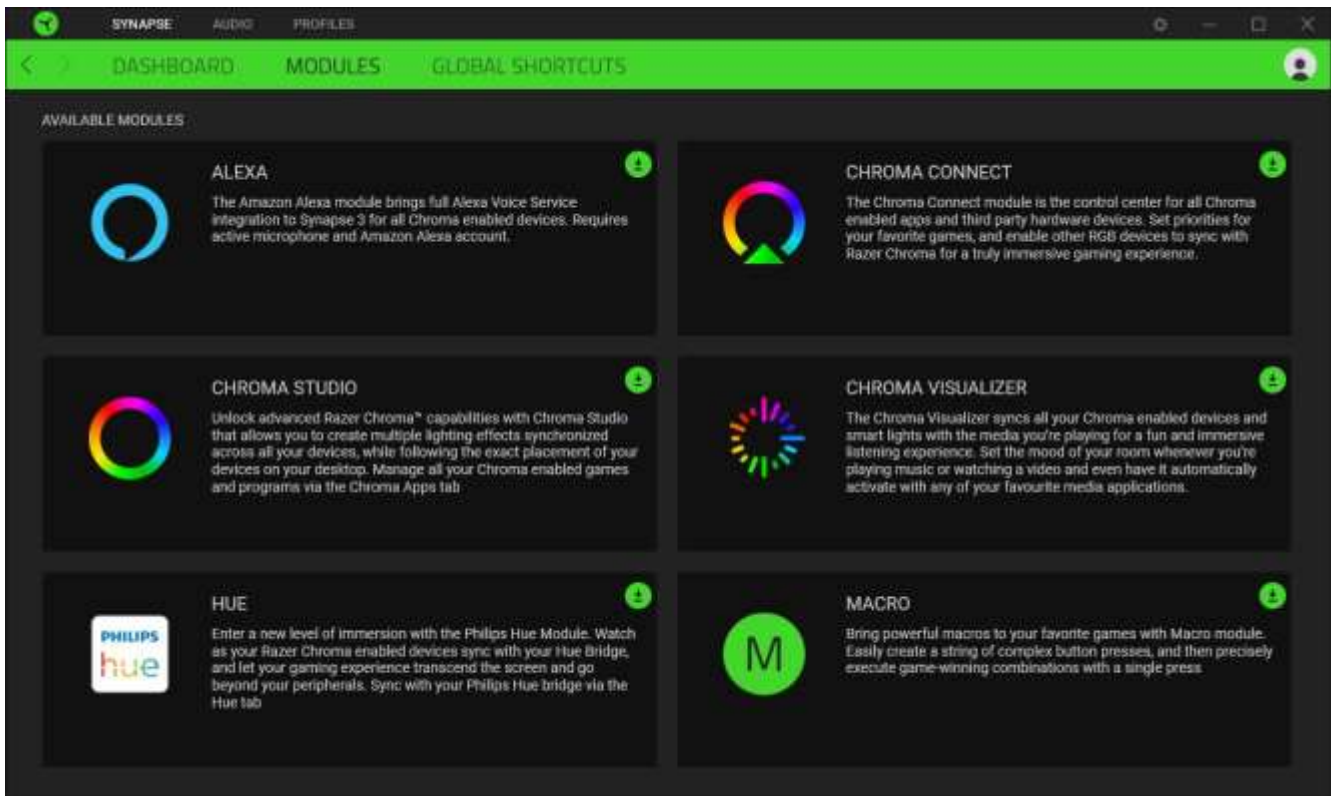 SYNAPSE AUDIO PROFILES
DASHBOARD MODULES GLOBAL SHORTCUTS
AVAILABLE MODULES
ALEXA
The Amazon Alexa module brings full Alexa Voice Service
integration to Synapse 3 for all Chroma enabled devices. Requires
active microphone and Amazon Alexa account.
CHROMA CONNECT
The Chroma Connect module is the control center for all Chroma
enabled apps and third party hardware devices. Set priorities for
your favorite games, and enable other RGB devices to sync with
Razer Chroma for a truly immersive gaming experience.
CHROMA STUDIO
Unlock advanced Razer Chroma™ capabilities with Chroma Studio
that allows you to create multiple lighting effects synchronized
across all your devices, while following the exact placement of your
devices on your desktop. Manage all your Chroma enabled games
and programs via the Chroma Apps tab
CHROMA VISUALIZER
The Chroma Visualizer syncs all your Chroma enabled devices and
smart lights with the media you're playing for a fun and immersive
listening experience. Set the mood of your room whenever you're
playing music or watching a video and even have it automatically
activate with any of your favourite media applications.
PHILIPS
hue
HUE
Enter a new level of immersion with the Philips Hue Module. Watch
as your Razer Chroma enabled devices sync with your Hue Bridge,
and let your gaming experience transcend the screen and go
beyond your peripherals. Sync with your Philips Hue bridge via the
Hue tab
M
MACRO
Bring powerful macros to your favorite games with Macro module.
Easily create a string of complex button presses, and then precisely
execute game-winning combinations with a single press